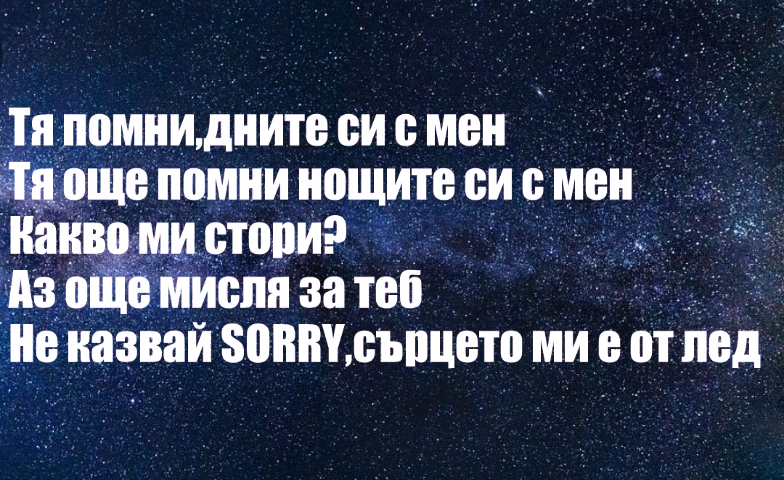 Тя помни,дните си с мен
Тя още помни нощите си с мен
Какво ми стори?
Аз още мисля за теб
Не казвай SORRY,сърцето ми е от лед